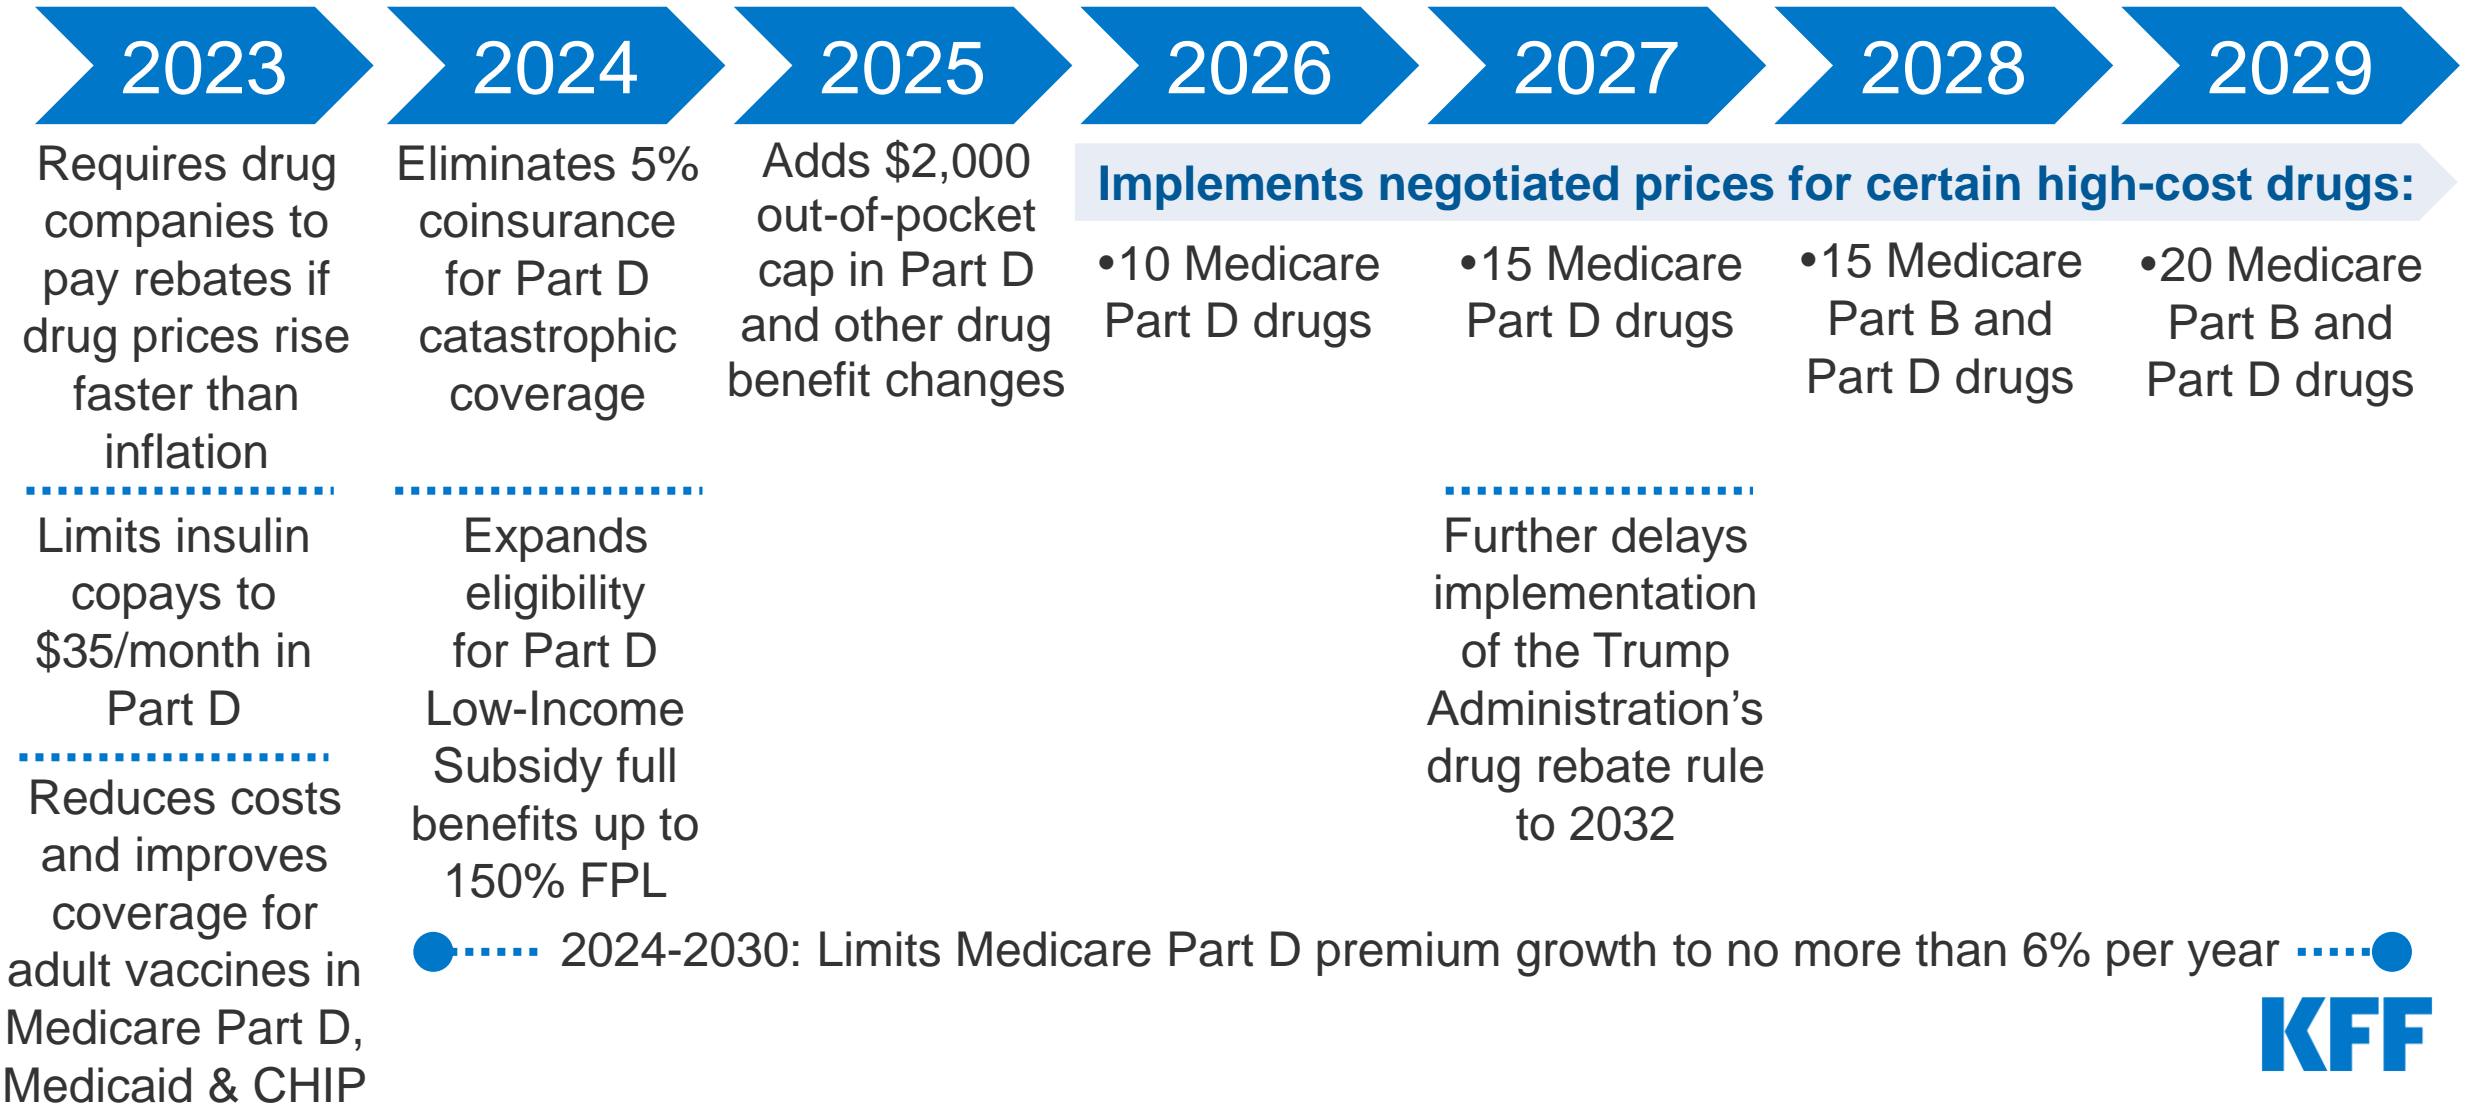 2023
Requires drug
companies to
pay rebates if
drug prices rise
faster than
inflation
Limits insulin
copays to
$35/month in
Part D
Reduces costs
and improves
coverage for
adult vaccines in
Medicare Part D,
Medicaid & CHIP
2024
Eliminates 5%
coinsurance
for Part D
catastrophic
coverage
Expands
eligibility
for Part D
Low-Income
Subsidy full
benefits up to
150% FPL
2025
Adds $2,000
out-of-pocket
cap in Part D
and other drug
benefit changes
2026
2027
2028
2029
Implements negotiated prices for certain high-cost drugs:
•10 Medicare
Part D drugs
•15 Medicare
Part D drugs
Further delays
implementation
of the Trump
Administration’s
drug rebate rule
to 2032
•15 Medicare
Part B and
Part D drugs
•20 Medicare
Part B and
Part D drugs
2024-2030: Limits Medicare Part D premium growth to no more than 6% per year
KFF